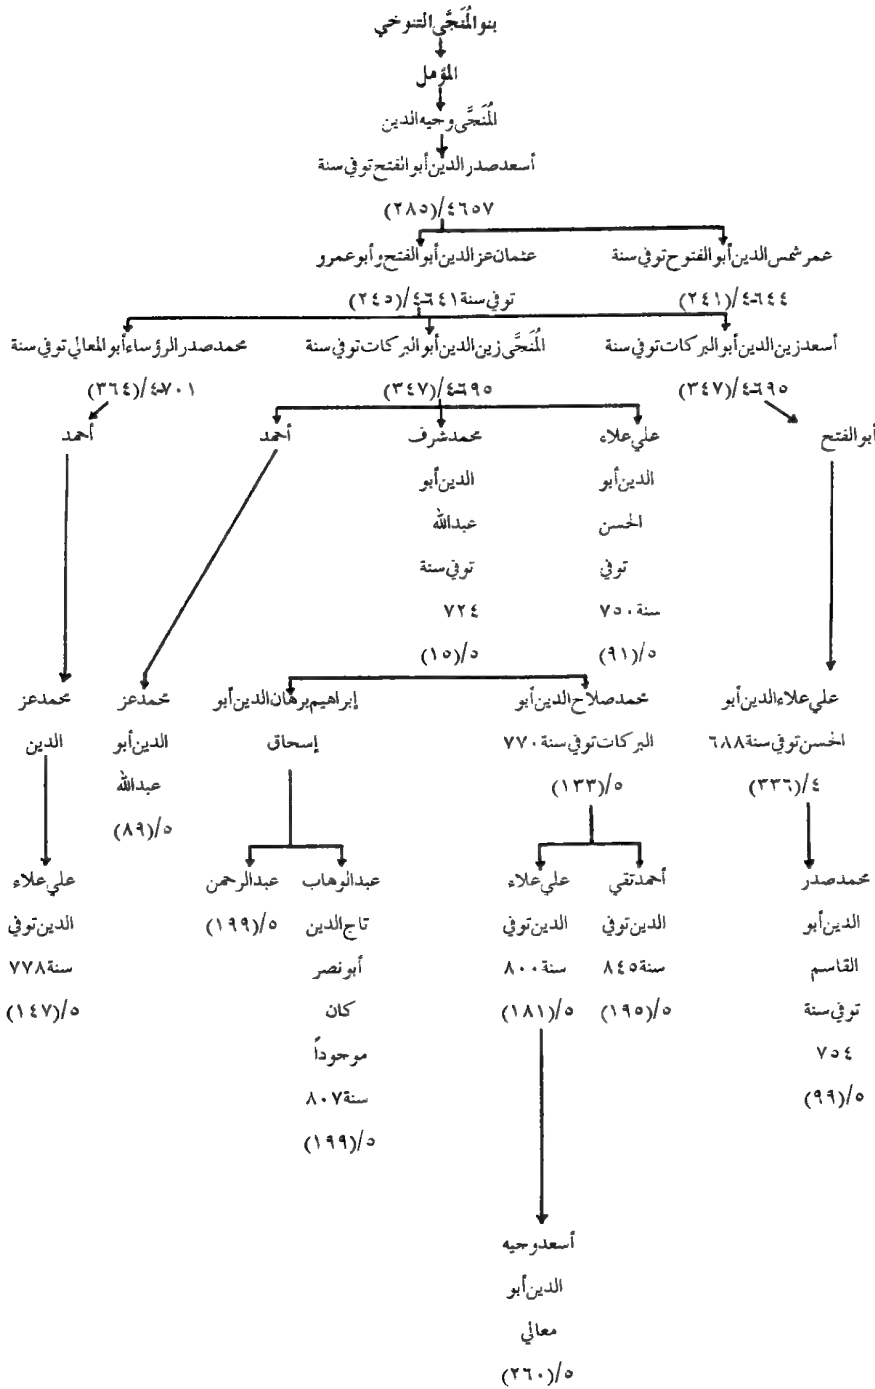 بنو المُنَجَّى التنوخي
المؤمل
المُنَجَّى وجيه الدين
أسعد صدر الدين أبو الفتح توفي سنة
٤٦٥٧/(٢٨٥)
عمر شمس الدين أبو الفتوح توفي سنة
٦٤٤-٤/(٢٤١)
عثمان عز الدين أبو الفتح وأبو عمرو
توفي سنة ٦٤١-٤/(٢٤٥)
أسعد زين الدين أبو البركات توفي سنة
٦٩٥-٤/(٣٤٧)
المُنَجَّى زين الدين أبو البركات توفي سنة
٦٩٥-٤/(٣٤٧)
محمد صدر الرؤساء أبو المعالي توفي سنة
٧٠١-٤/(٣٦٤)
أبو الفتح
علي علاء
الدين أبو
الحسن
توفي
سنة ٧٥٠
٥/(٩١)
محمد شرف
الدين أبو
عبدالله
توفي سنة
٧٢٤
٥/(١٥)
أحمد
أحمد
علي علاء الدين أبو
الحسن توفي سنة ٦٨٨
٤/(٣٣٦)
محمد صلاح الدين أبو
البركات توفي سنة ٧٧٠
٥/(١٣٣)
إبراهيم برهان الدين أبو
إسحاق
محمد عز
الدين أبو
عبدالله
٥/(٨٩)
محمد عز
الدين
محمد صدر
الدين أبو
القاسم
توفي سنة
٧٥٤
٥/(٩٩)
أحمد تقي
الدين توفي
سنة ٨٤٥
٥/(١٩٥)
علي علاء
الدين توفي
سنة ٨٠٠
٥/(١٨١)
عبدالوهاب
تاج الدين
أبو نصر
كان
موجوداً
سنة ٨٠٧
٥/(١٩٩)
عبدالرحمن
٥/(١٩٩)
علي علاء
الدين توفي
سنة ٧٧٨
٥/(١٤٧)
أسعد وجيه
الدين أبو
معالي
٥/(٢٦٠)